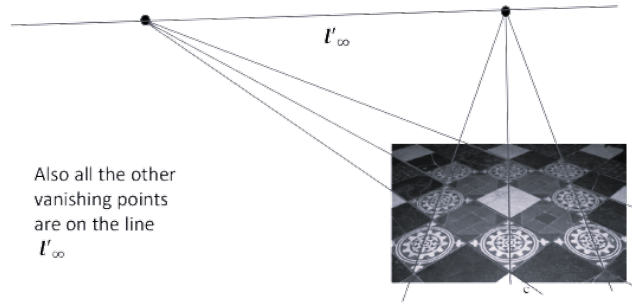 l′∞
Also all the other
vanishing points
are on the line
l′∞
c